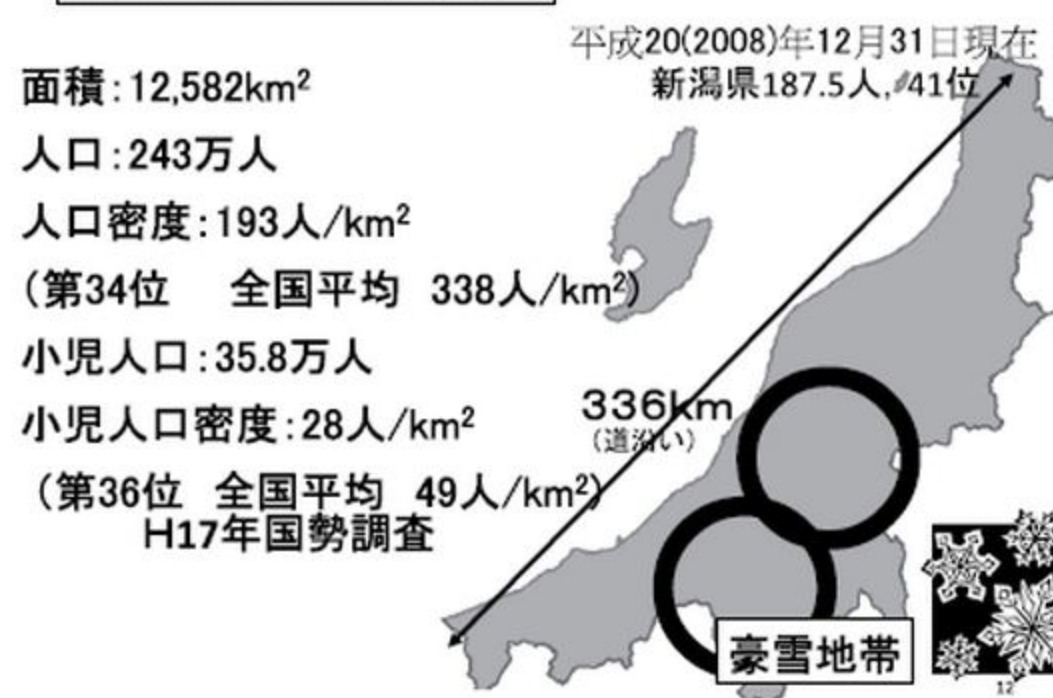 平成20(2008)年12月31日現在
新潟県187.5人, 41位
面積:12,582km²
人口:243万人
人口密度:193人/km²
(第34位 全国平均 338人/km²)
小児人口:35.8万人
小児人口密度:28人/km²
(第36位 全国平均 49人/km²)
H17年国勢調査
336km
(道沿い)
豪雪地帯